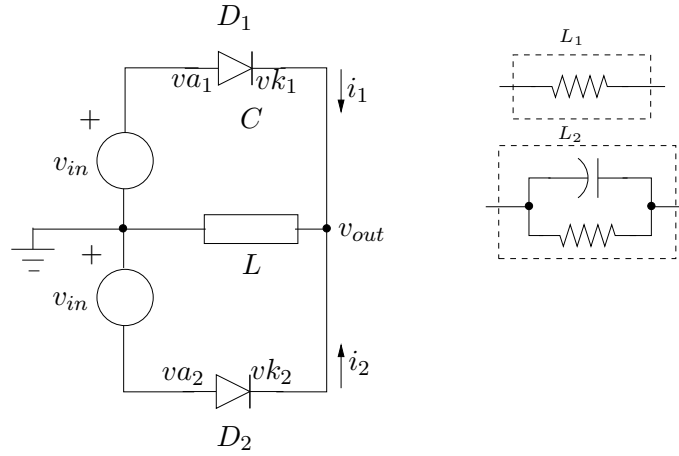 D1
va1 vk1
C
i1
+
vin
L
vout
+
vin
i2
va2 vk2
D2
L1
L2